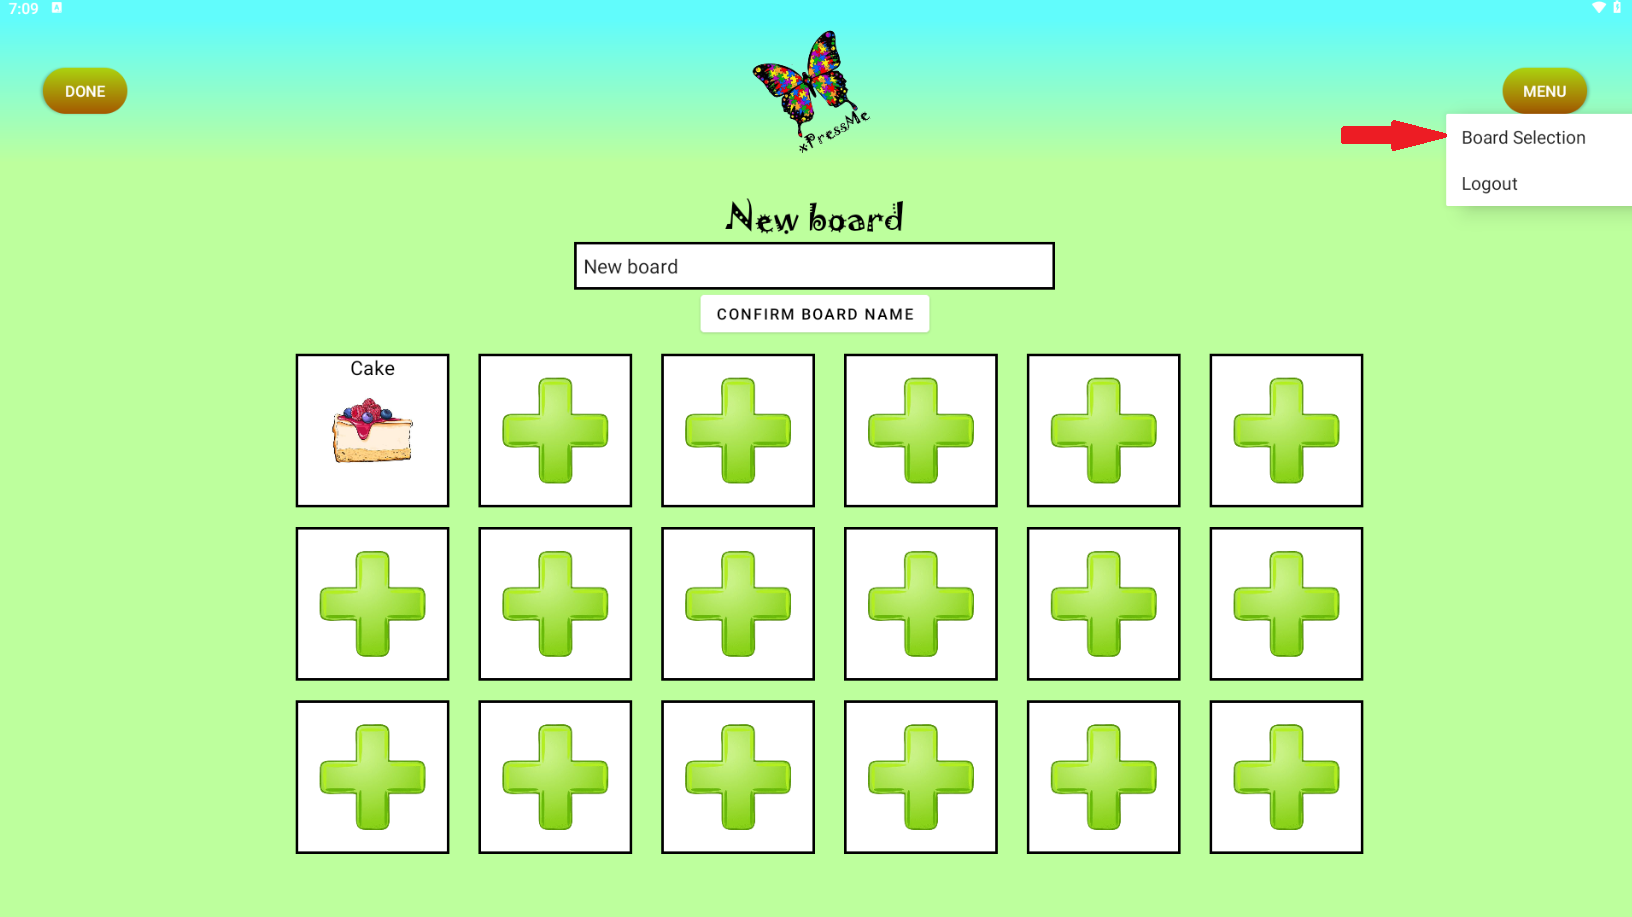 7:09
DONE
xPressMe
MENU
Board Selection
Logout
New board
New board
CONFIRM BOARD NAME
Cake